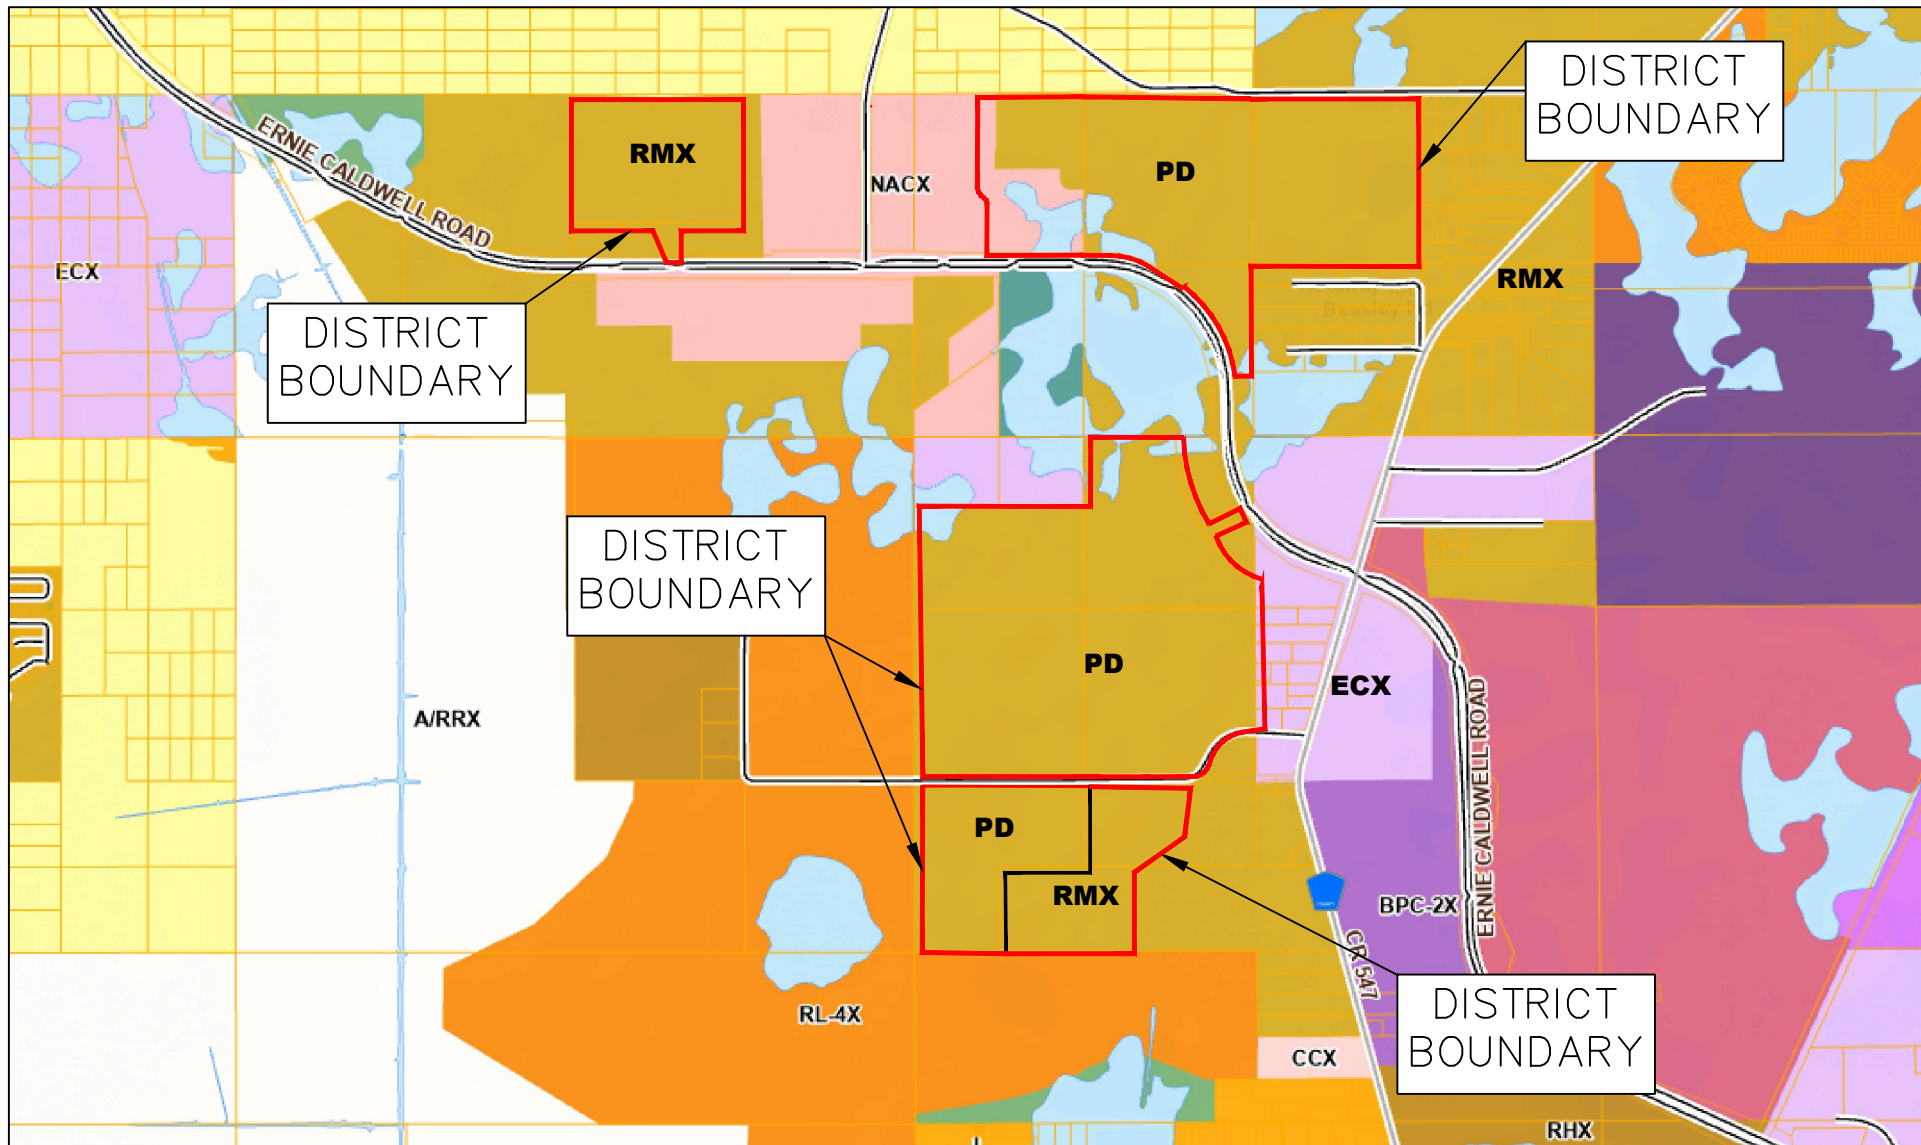 DISTRICT
BOUNDARY
ERNIE CALDWELL ROAD
RMX
PD
NACX
ECX
RMX
DISTRICT
BOUNDARY
DISTRICT
BOUNDARY
PD
ECX
A/RRX
ERNIE CALDWELL ROAD
PD
RMX
BPC-2X
CR 547
RL-4X
DISTRICT
BOUNDARY
CCX
RHX